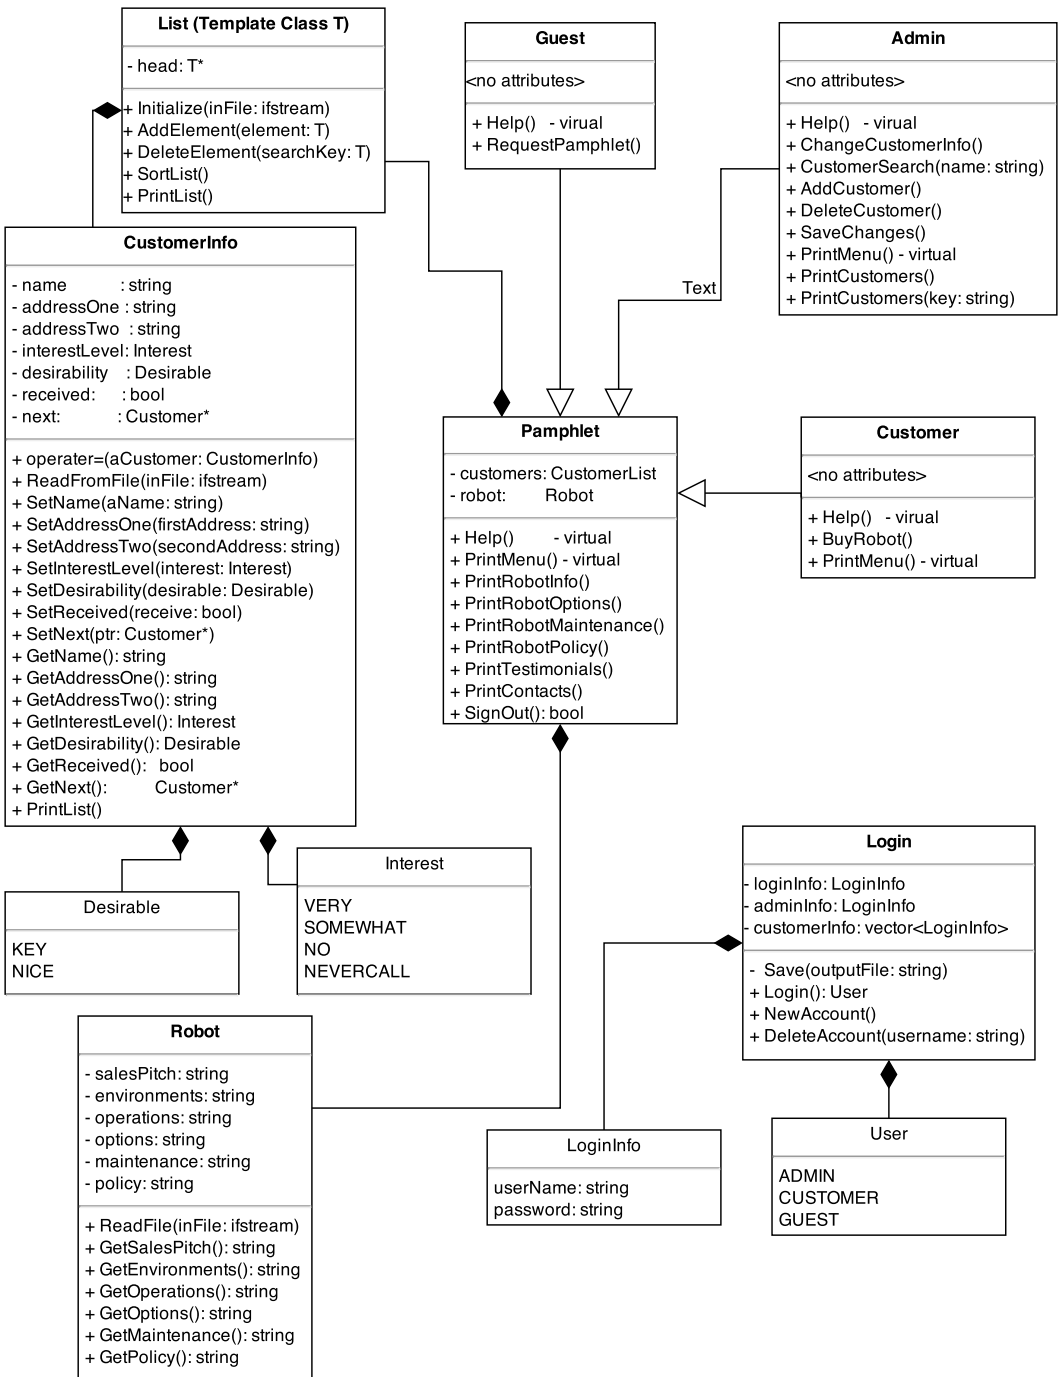 List (Template Class T)
- head: T*
+ Initialize(inFile: ifstream)
+ AddElement(element: T)
+ DeleteElement(searchKey: T)
+ SortList()
+ PrintList()
Guest
<no attributes>
+ Help() - virual
+ RequestPamphlet()
Admin
<no attributes>
+ Help() - virual
+ ChangeCustomerInfo()
+ CustomerSearch(name: string)
+ AddCustomer()
+ DeleteCustomer()
+ SaveChanges()
+ PrintMenu() - virtual
+ PrintCustomers()
+ PrintCustomers(key: string)
Text
CustomerInfo
- name : string
- addressOne : string
- addressTwo : string
- interestLevel: Interest
- desirability : Desirable
- received: : bool
- next: : Customer*
+ operater=(aCustomer: CustomerInfo)
+ ReadFromFile(inFile: ifstream)
+ SetName(aName: string)
+ SetAddressOne(firstAddress: string)
+ SetAddressTwo(secondAddress: string)
+ SetInterestLevel(interest: Interest)
+ SetDesirability(desirable: Desirable)
+ SetReceived(receive: bool)
+ SetNext(ptr: Customer*)
+ GetName(): string
+ GetAddressOne(): string
+ GetAddressTwo(): string
+ GetInterestLevel(): Interest
+ GetDesirability(): Desirable
+ GetReceived(): bool
+ GetNext(): Customer*
+ PrintList()
Pamphlet
- customers: CustomerList
- robot: Robot
+ Help() - virtual
+ PrintMenu() - virtual
+ PrintRobotInfo()
+ PrintRobotOptions()
+ PrintRobotMaintenance()
+ PrintRobotPolicy()
+ PrintTestimonials()
+ PrintContacts()
+ SignOut(): bool
Customer
<no attributes>
+ Help() - virual
+ BuyRobot()
+ PrintMenu() - virtual
Desirable
KEY
NICE
Interest
VERY
SOMEWHAT
NO
NEVERCALL
Login
- loginInfo: LoginInfo
- adminInfo: LoginInfo
- customerInfo: vector<LoginInfo>
- Save(outputFile: string)
+ Login(): User
+ NewAccount()
+ DeleteAccount(username: string)
Robot
- salesPitch: string
- environments: string
- operations: string
- options: string
- maintenance: string
- policy: string
+ ReadFile(inFile: ifstream)
+ GetSalesPitch(): string
+ GetEnvironments(): string
+ GetOperations(): string
+ GetOptions(): string
+ GetMaintenance(): string
+ GetPolicy(): string
LoginInfo
userName: string
password: string
User
ADMIN
CUSTOMER
GUEST